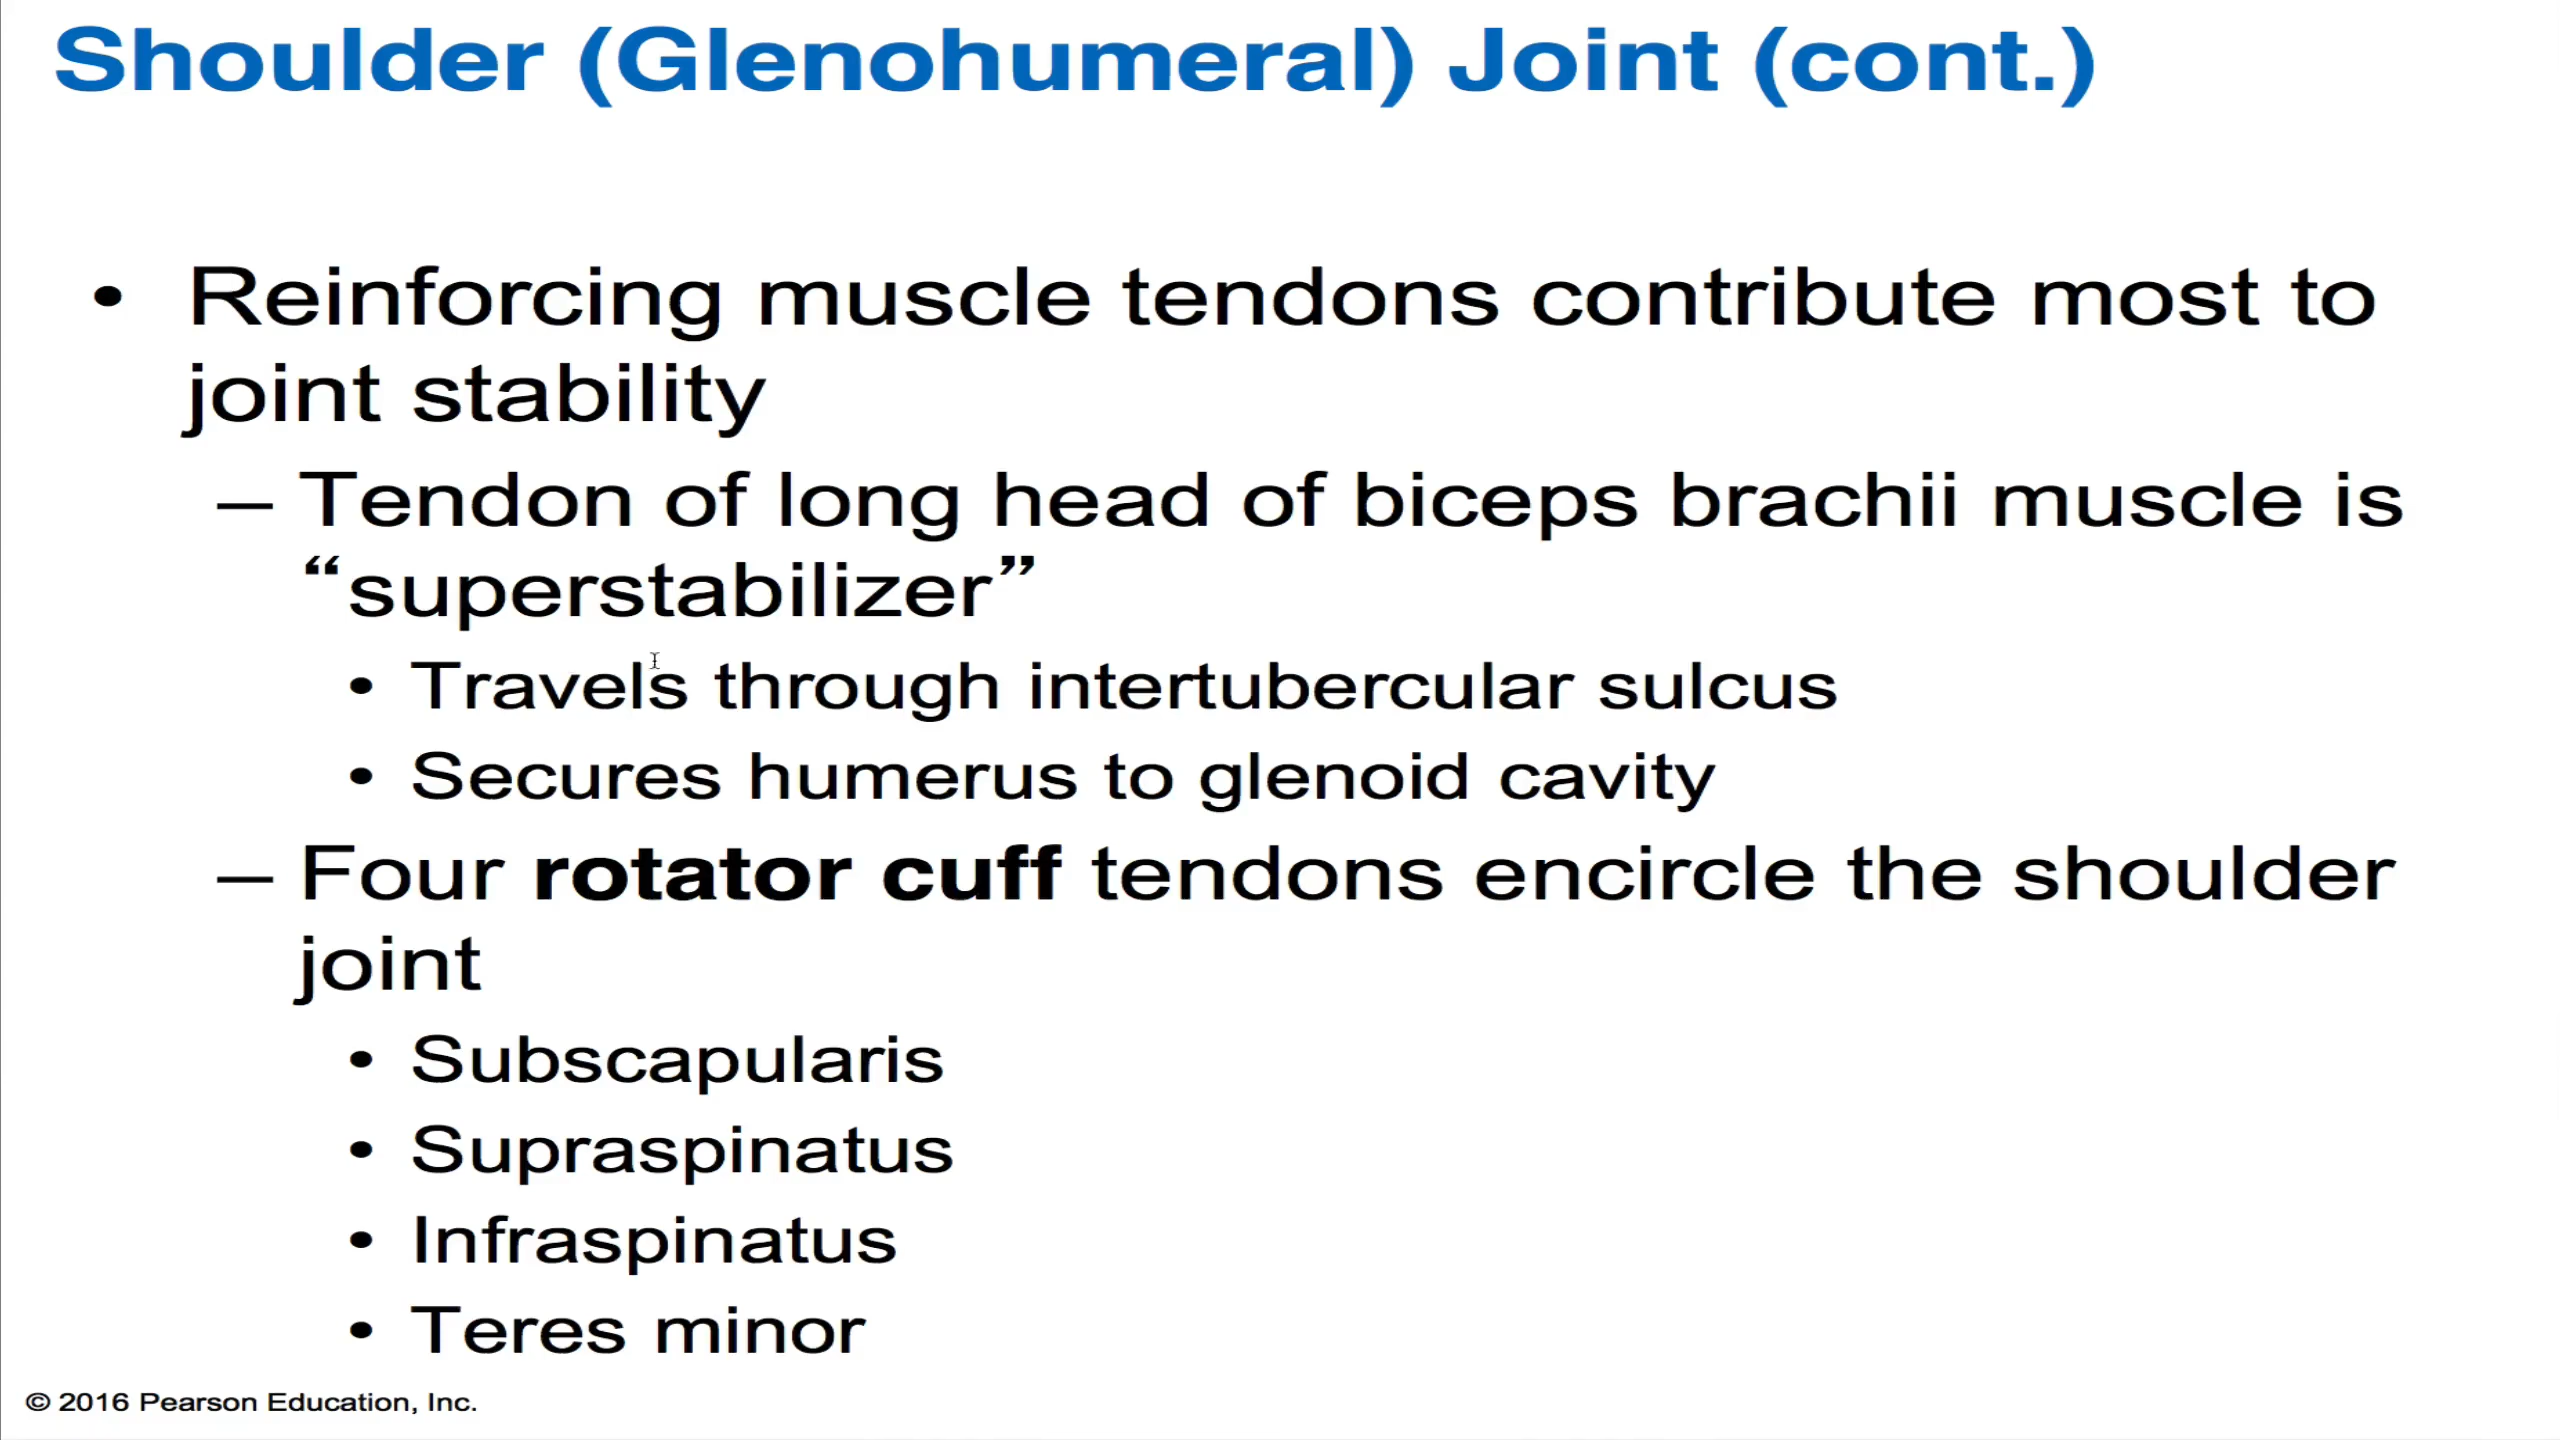 Shoulder (Glenohumeral) Joint (cont.)
• Reinforcing muscle tendons contribute most to
joint stability
– Tendon of long head of biceps brachii muscle is
“superstabilizer”
• Travels through intertubercular sulcus
• Secures humerus to glenoid cavity
– Four rotator cuff tendons encircle the shoulder
joint
• Subscapularis
• Supraspinatus
• Infraspinatus
• Teres minor
© 2016 Pearson Education, Inc.